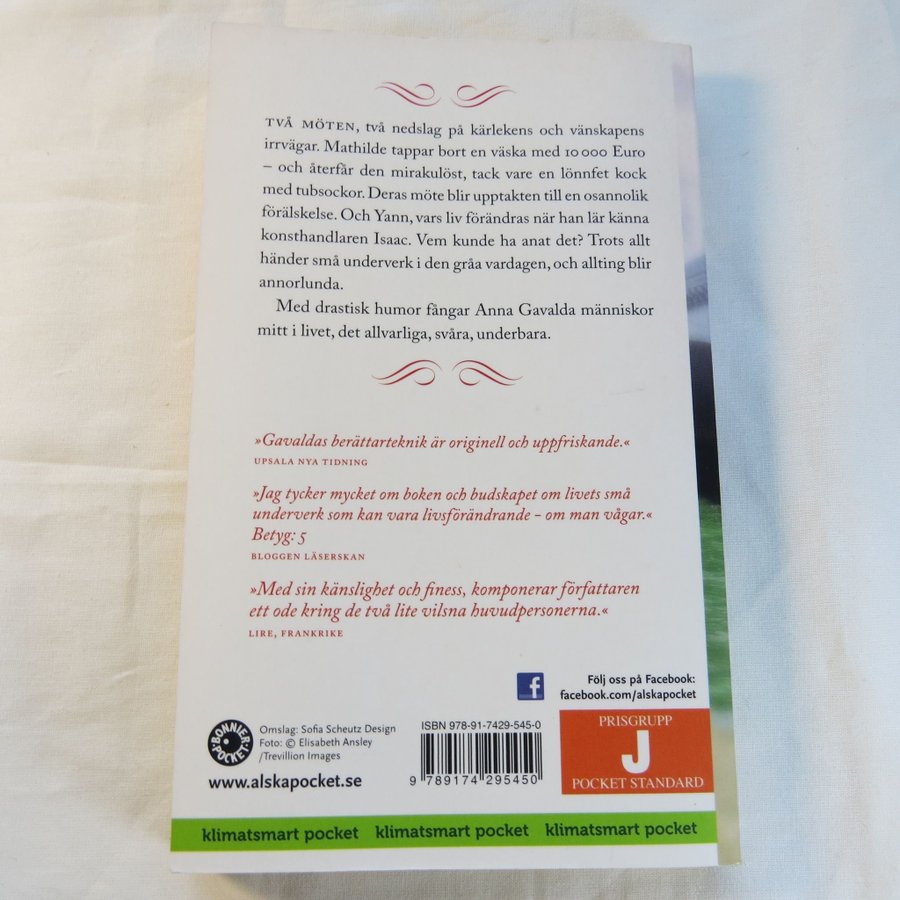 TVÅ MÖTEN, två nedslag på kärlekens och vänskapens
irrvägar. Mathilde tappar bort en väska med 10 000 Euro
– och återfår den mirakulöst, tack vare en lönnfet kock
med tubsockor. Deras möte blir upptakten till en osannolik
förälskelse. Och Yann, vars liv förändras när han lär känna
konsthandlaren Isaac. Vem kunde ha anat det? Trots allt
händer små underverk i den gråa vardagen, och allting blir
annorlunda.
Med drastisk humor fångar Anna Gavalda människor
mitt i livet, det allvarliga, svåra, underbara.
»Gavaldas berättarteknik är originell och uppfriskande.«
UPSALA NYA TIDNING
»Jag tycker mycket om boken och budskapet om livets små
underverk som kan vara livsförändrande – om man vågar.«
Betyg: 5
BLOGGEN LÄSERSKAN
»Med sin känslighet och finess, komponerar författaren
ett ode kring de två lite vilsna huvudpersonerna.«
LIRE, FRANKRIKE
f
Följ oss på Facebook:
facebook.com/alskapocket
BONNIER POCKET
Omslag: Sofia Scheutz Design
Foto: © Elisabeth Ansley
/Trevillion Images
www.alskapocket.se
ISBN 978-91-7429-545-0
9 789174 295450
PRISGRUPP
J
POCKET STANDARD
klimatsmart pocket klimatsmart pocket klimatsmart pocket